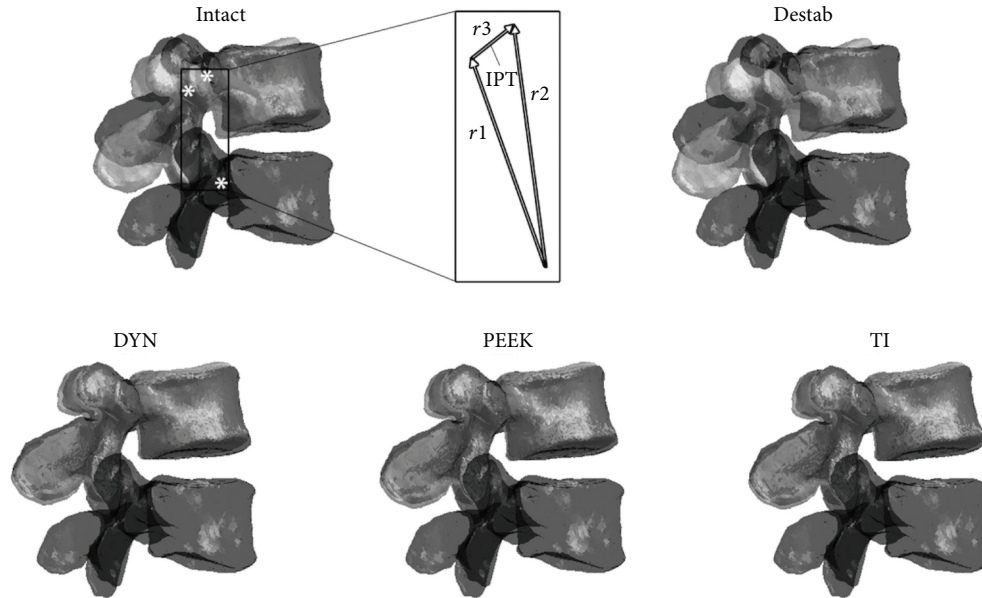 Intact
Destab
r3
IPT
r2
r1
*
*
*
DYN
PEEK
TI